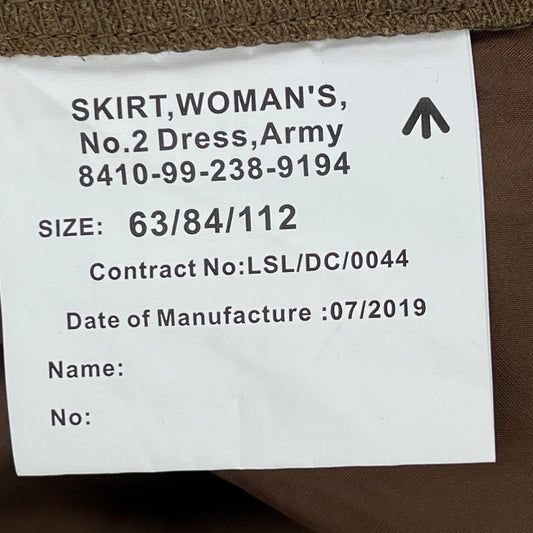 SKIRT,WOMAN'S,
No.2 Dress,Army
8410-99-238-9194
SIZE: 63/84/112
Contract No:LSL/DC/0044
Date of Manufacture :07/2019
Name:
No: